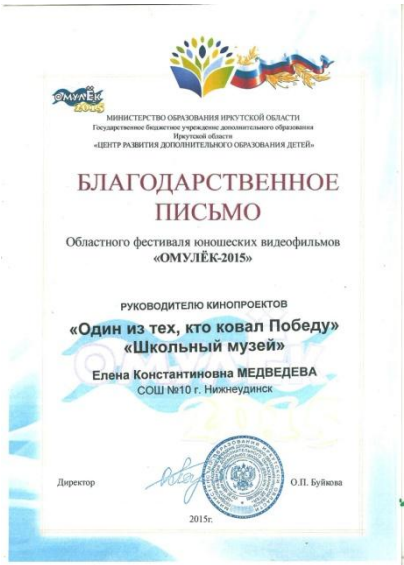 ОМУЛЁК
2015
МИНИСТЕРСТВО ОБРАЗОВАНИЯ ИРКУТСКОЙ ОБЛАСТИ
Государственное бюджетное учреждение дополнительного образования
Иркутской области
«ЦЕНТР РАЗВИТИЯ ДОПОЛНИТЕЛЬНОГО ОБРАЗОВАНИЯ ДЕТЕЙ»
БЛАГОДАРСТВЕННОЕ
ПИСЬМО
Областного фестиваля юношеских видеофильмов
«ОМУЛЁК-2015»
РУКОВОДИТЕЛЮ КИНОПРОЕКТОВ
«Один из тех, кто ковал Победу»
«Школьный музей»
Елена Константиновна МЕДВЕДЕВА
СОШ №10 г. Нижнеудинск
Директор
О.П. Буйкова
2015г.